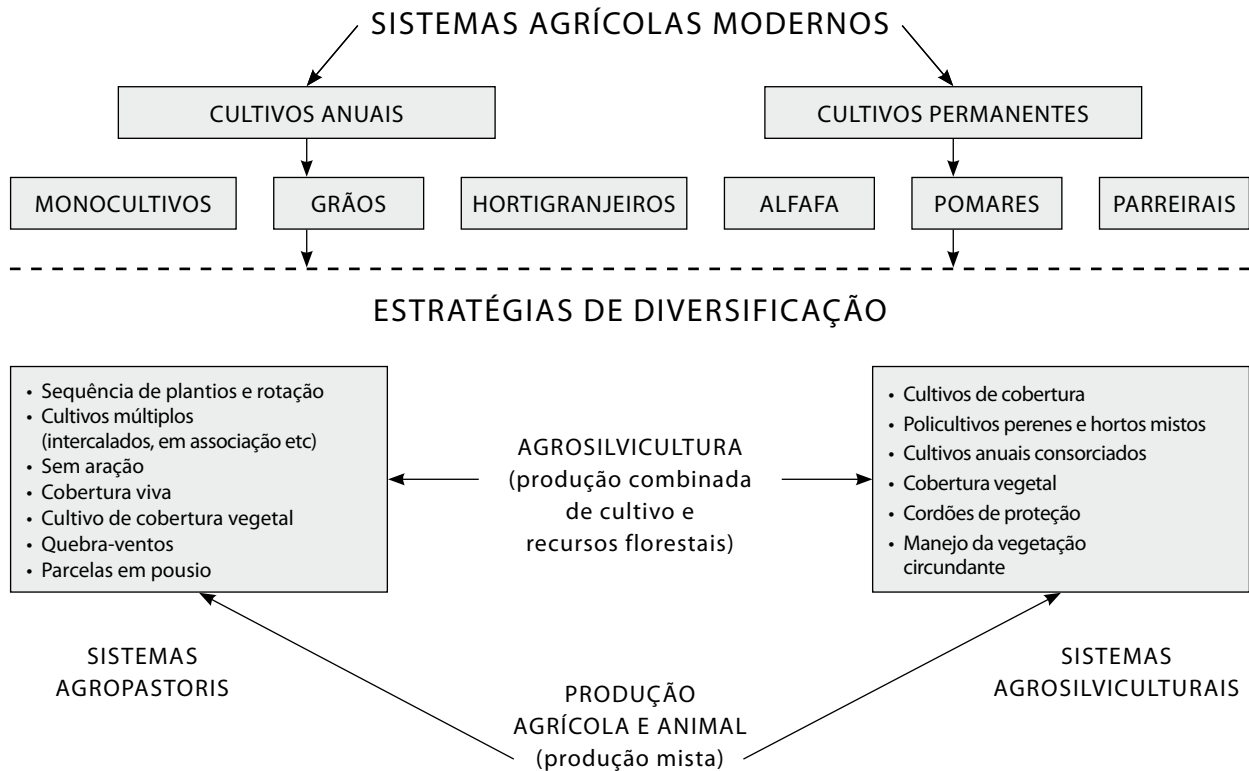 SISTEMAS AGRÍCOLAS MODERNOS
CULTIVOS ANUAIS
CULTIVOS PERMANENTES
MONOCULTIVOS
GRÃOS
HORTIGRANJEIROS
ALFAFA
POMARES
PARREIRAIS
ESTRATÉGIAS DE DIVERSIFICAÇÃO
• Sequência de plantios e rotação
• Cultivos múltiplos
(intercalados, em associação etc)
• Sem aração
• Cobertura viva
• Cultivo de cobertura vegetal
• Quebra-ventos
• Parcelas em pousio
AGROSILVICULTURA
(produção combinada
de cultivo e
recursos florestais)
• Cultivos de cobertura
• Policultivos perenes e hortos mistos
• Cultivos anuais consorciados
• Cobertura vegetal
• Cordões de proteção
• Manejo da vegetação
circundante
SISTEMAS
AGROPASTORIS
PRODUÇÃO
AGRÍCOLA E ANIMAL
(produção mista)
SISTEMAS
AGROSILVICULTURAIS